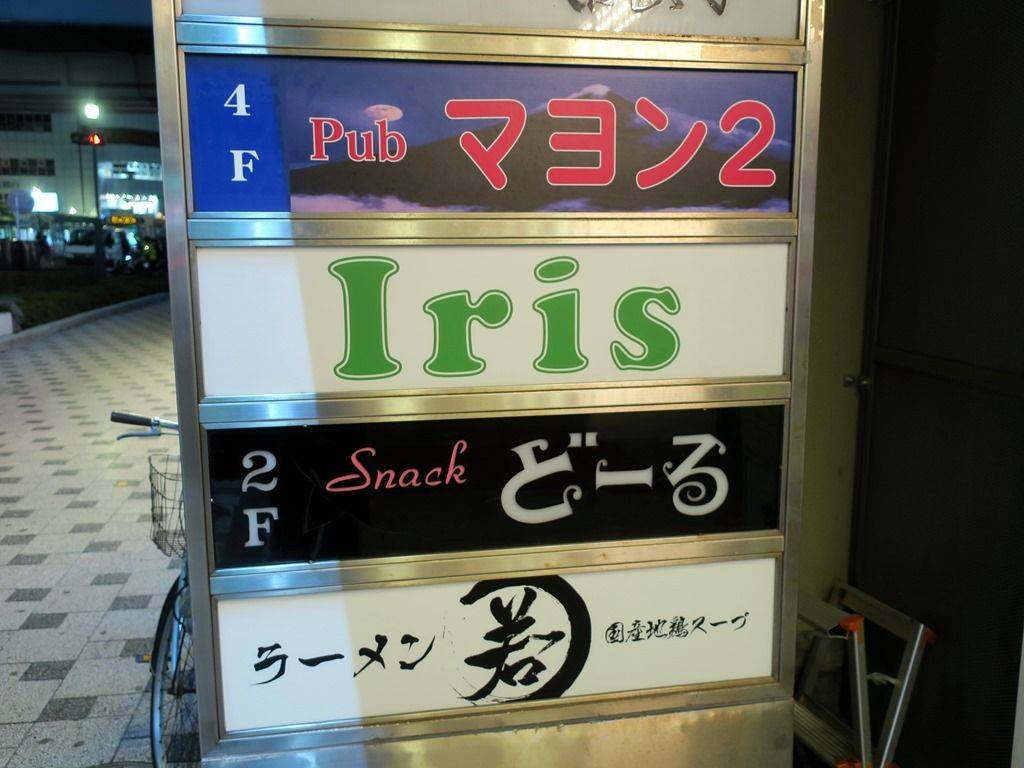 4F
Pub マヨン2
Iris
2F
Snack どーる
ラーメン 若 国産地鶏スープ